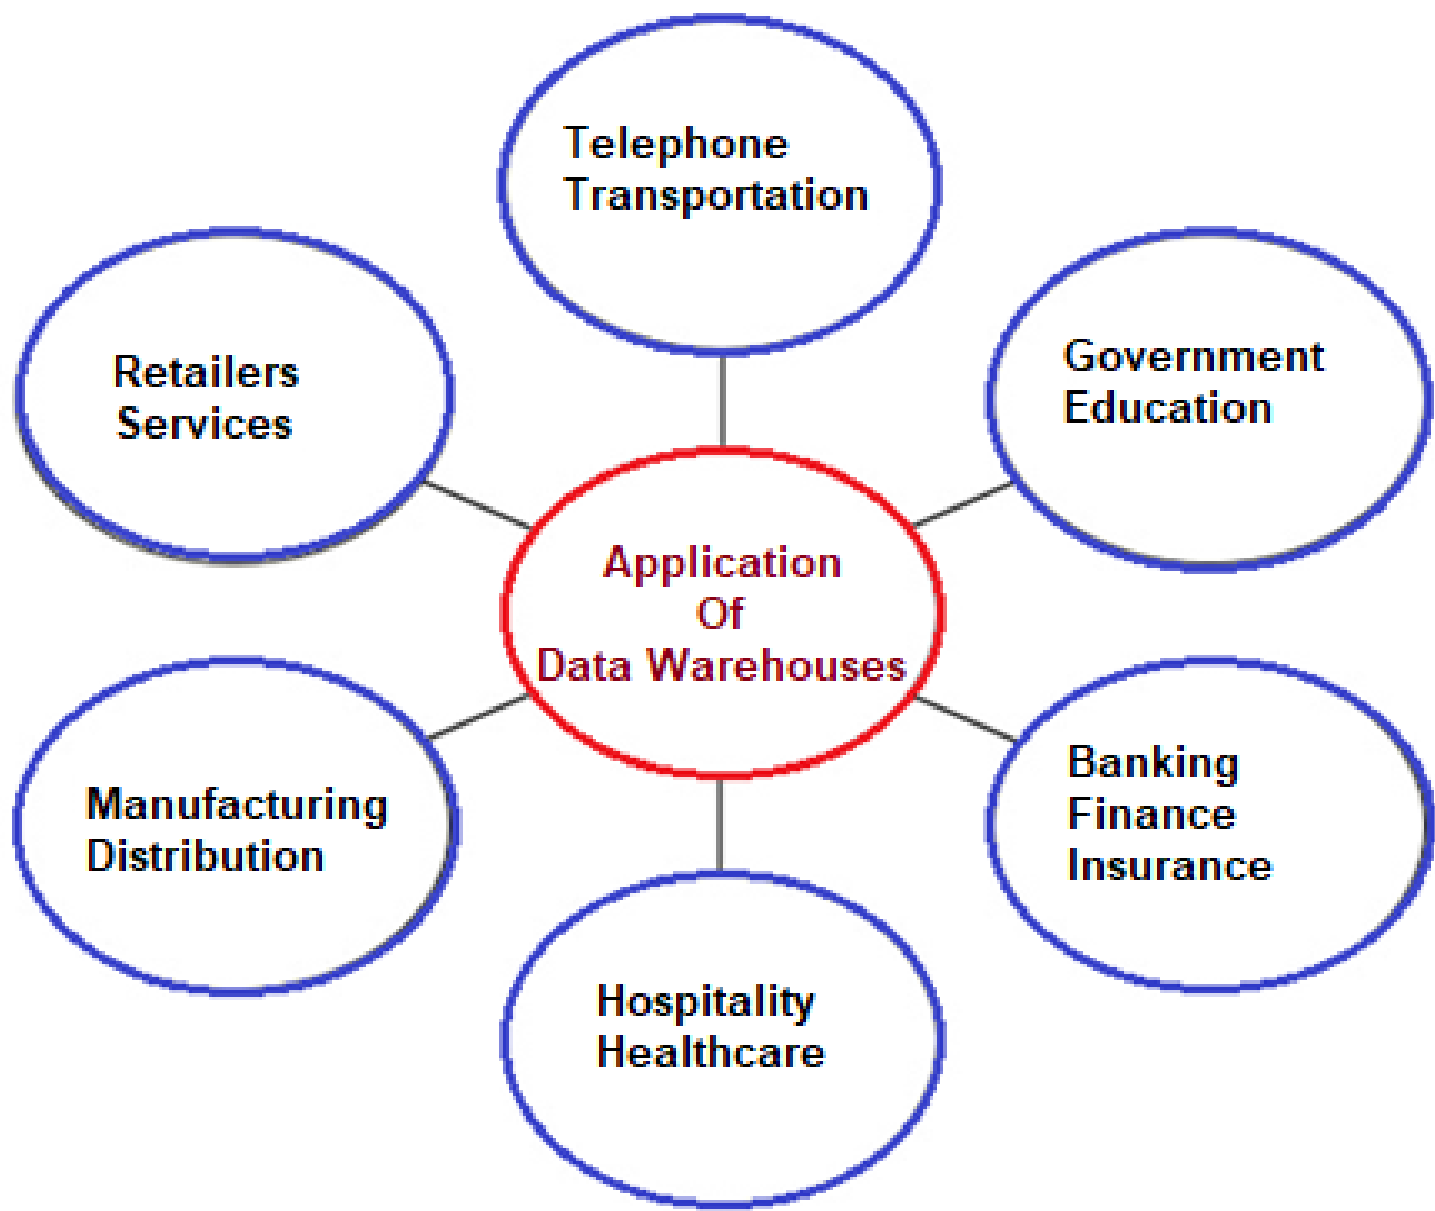 Telephone
Transportation
Retailers
Services
Government
Education
Application
Of
Data Warehouses
Manufacturing
Distribution
Banking
Finance
Insurance
Hospitality
Healthcare